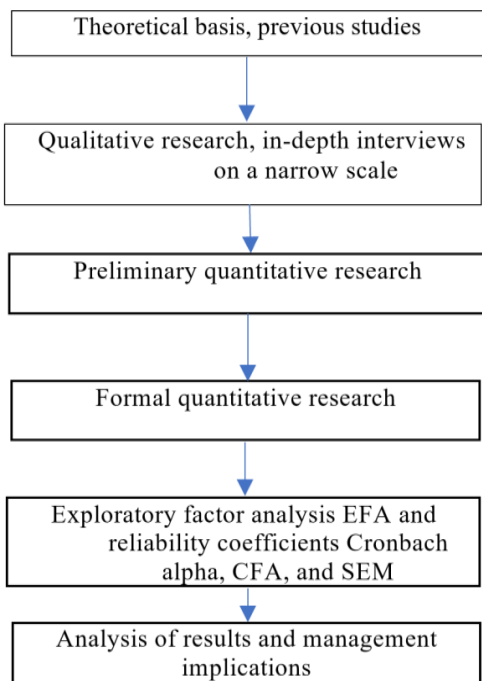 Theoretical basis, previous studies
Qualitative research, in-depth interviews
on a narrow scale
Preliminary quantitative research
Formal quantitative research
Exploratory factor analysis EFA and
reliability coefficients Cronbach
alpha, CFA, and SEM
Analysis of results and management
implications